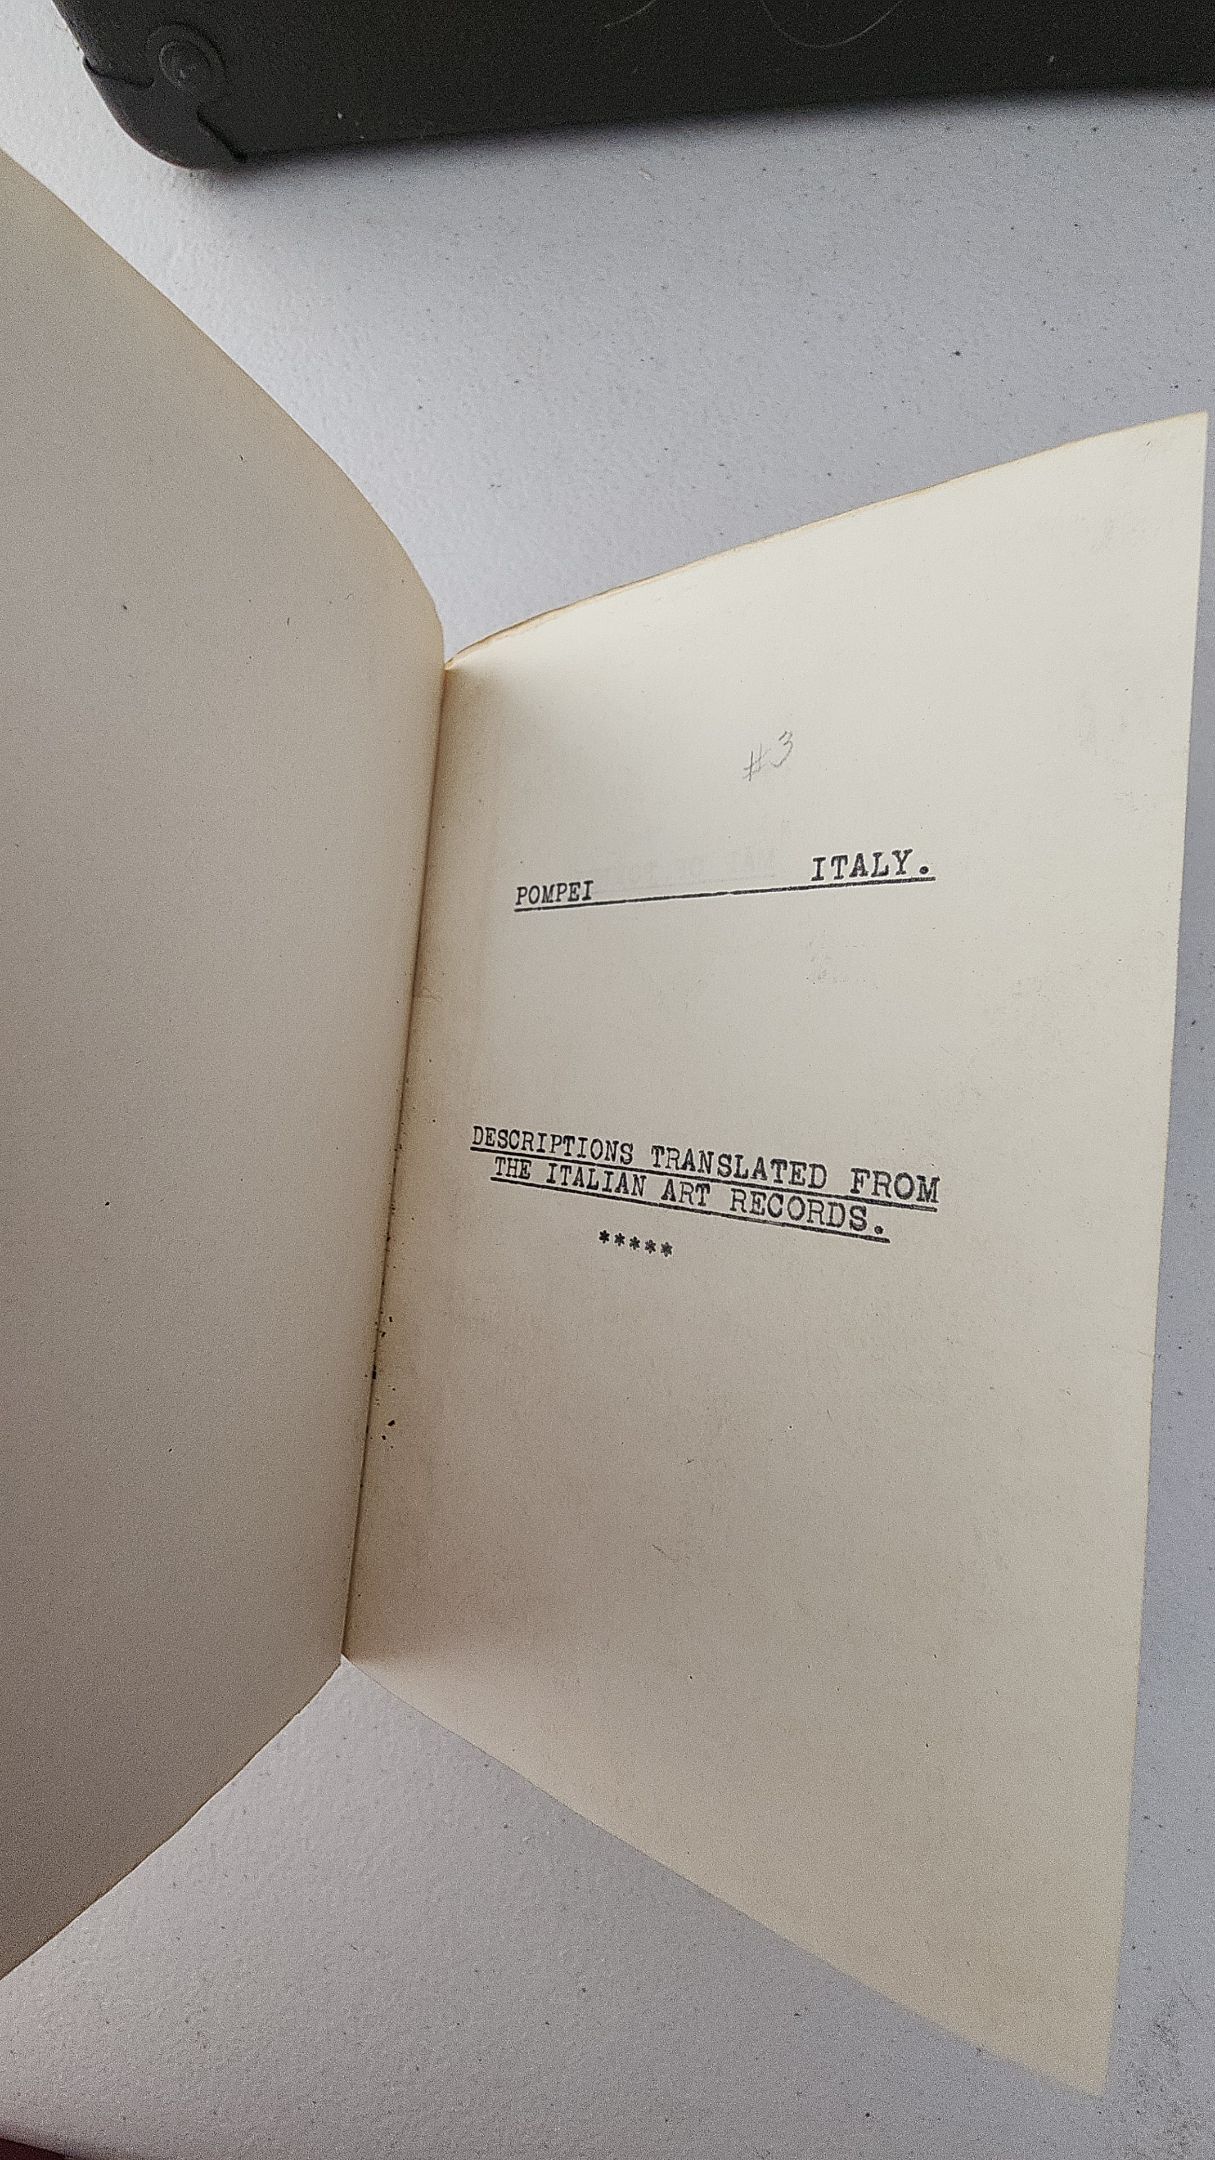 #3
POMPEI ITALY.
DESCRIPTIONS TRANSLATED FROM
THE ITALIAN ART RECORDS.
*****